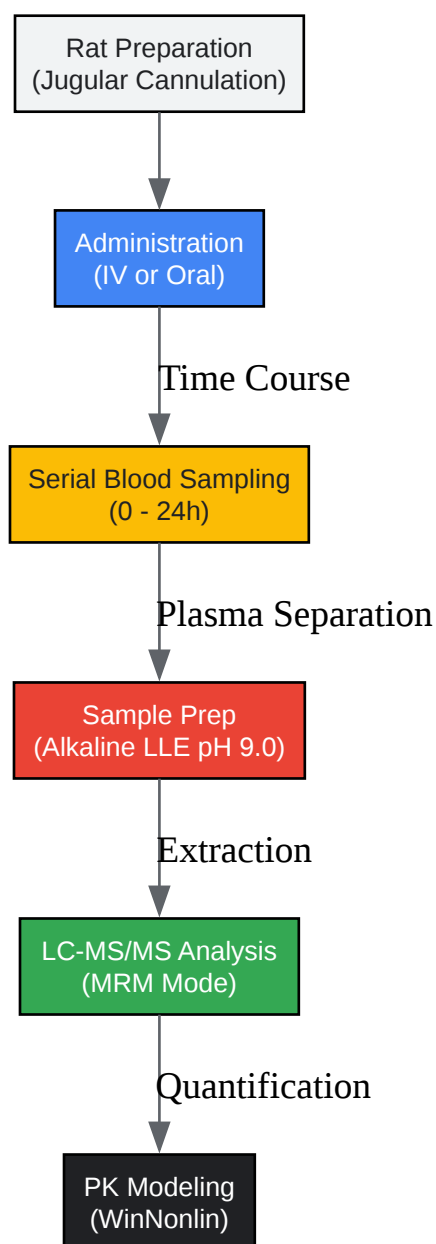 Rat Preparation
(Jugular Cannulation)
Administration
(IV or Oral)
Time Course
Serial Blood Sampling
(0 - 24h)
Plasma Separation
Sample Prep
(Alkaline LLE pH 9.0)
Extraction
LC-MS/MS Analysis
(MRM Mode)
Quantification
PK Modeling
(WinNonlin)